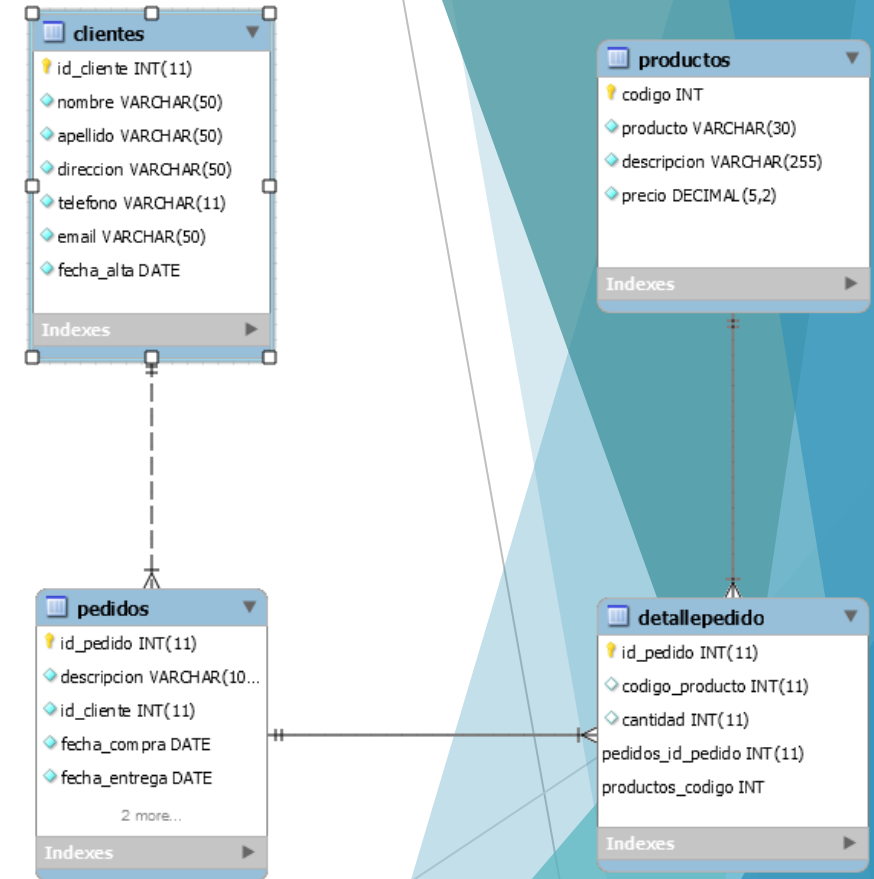 clientes
id_cliente INT(11)
nombre VARCHAR(50)
apellido VARCHAR(50)
direccion VARCHAR(50)
telefono VARCHAR(11)
email VARCHAR(50)
fecha_alta DATE
Indexes
productos
codigo INT
producto VARCHAR(30)
descripcion VARCHAR(255)
precio DECIMAL(5,2)
Indexes
pedidos
id_pedido INT(11)
descripcion VARCHAR(10...
id_cliente INT(11)
fecha_compra DATE
fecha_entrega DATE
2 more...
Indexes
detallepedido
id_pedido INT(11)
codigo_producto INT(11)
cantidad INT(11)
pedidos_id_pedido INT(11)
productos_codigo INT
Indexes